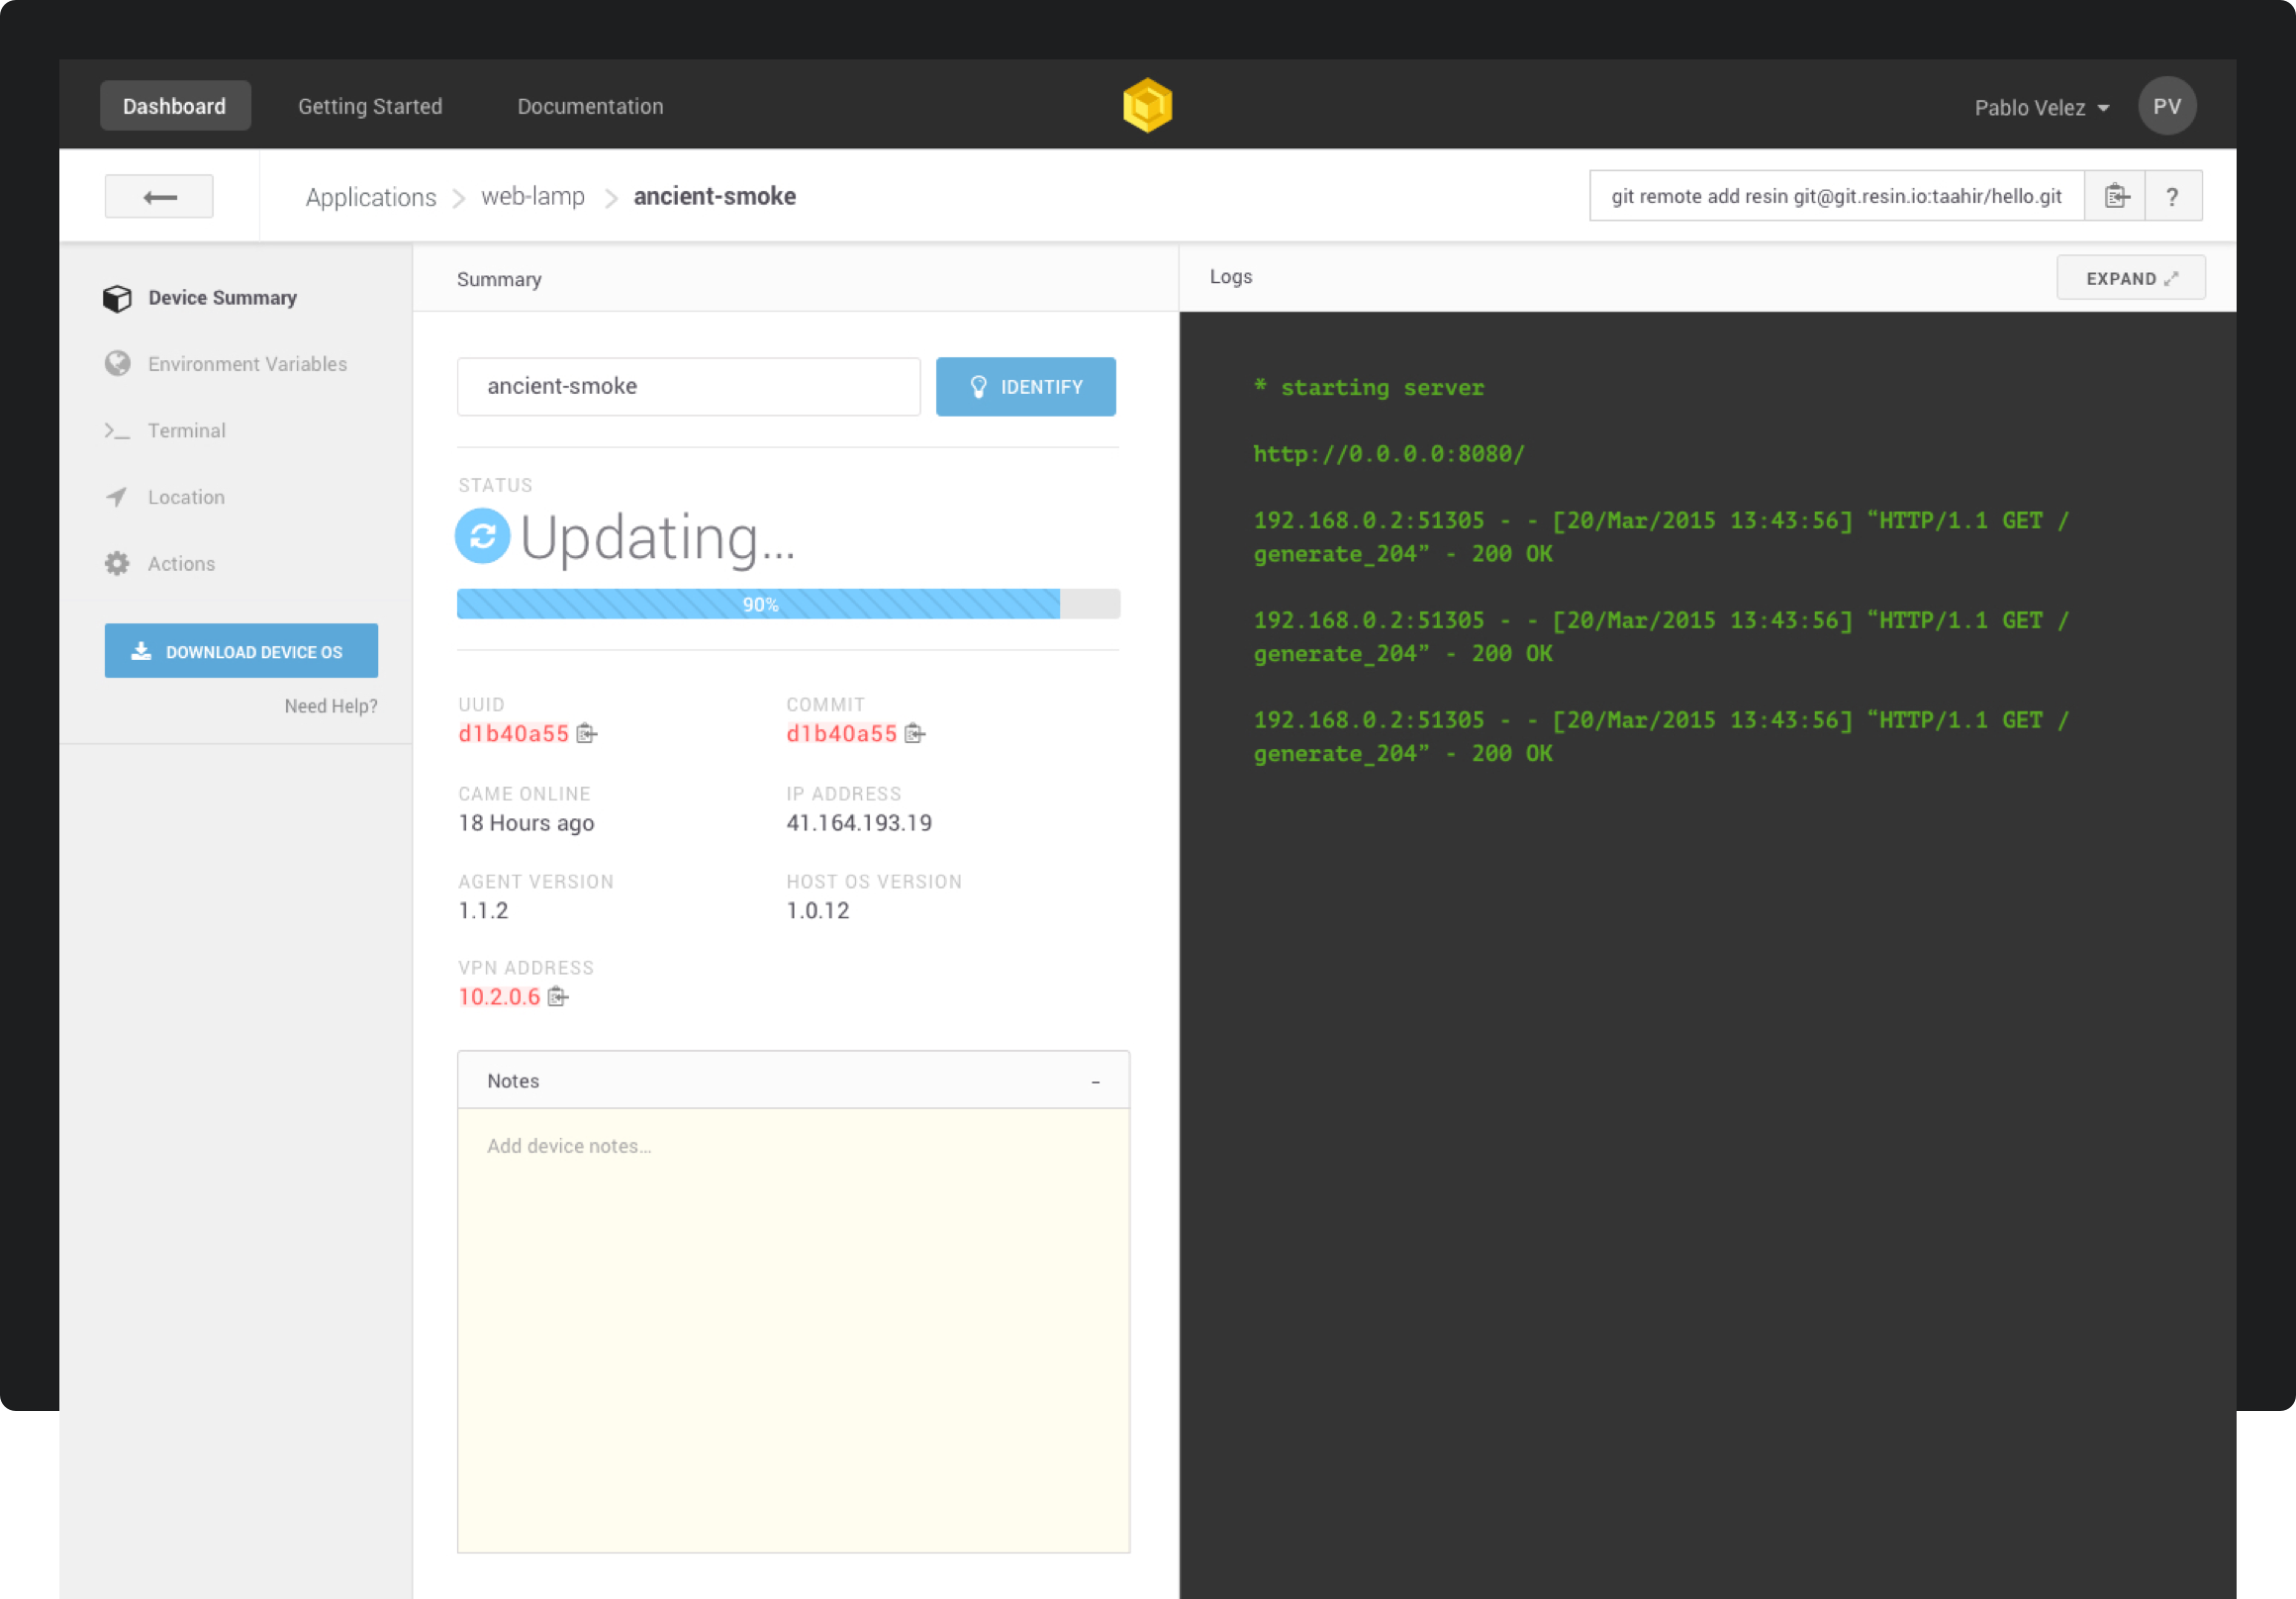 Dashboard
Getting Started
Documentation
Pablo Velez
PV
Applications
web-lamp
ancient-smoke
git remote add resin git@git.resin.io:taahir/hello.git
?
Device Summary
Environment Variables
Terminal
Location
Actions
DOWNLOAD DEVICE OS
Need Help?
Summary
ancient-smoke
IDENTIFY
STATUS
Updating...
90%
UUID
d1b40a55
COMMIT
d1b40a55
CAME ONLINE
18 Hours ago
IP ADDRESS
41.164.193.19
AGENT VERSION
1.1.2
HOST OS VERSION
1.0.12
VPN ADDRESS
10.2.0.6
Notes
-
Add device notes...
Logs
EXPAND
* starting server
http://0.0.0.0:8080/
192.168.0.2:51305 - - [20/Mar/2015 13:43:56] “HTTP/1.1 GET /
generate_204” - 200 OK
192.168.0.2:51305 - - [20/Mar/2015 13:43:56] “HTTP/1.1 GET /
generate_204” - 200 OK
192.168.0.2:51305 - - [20/Mar/2015 13:43:56] “HTTP/1.1 GET /
generate_204” - 200 OK